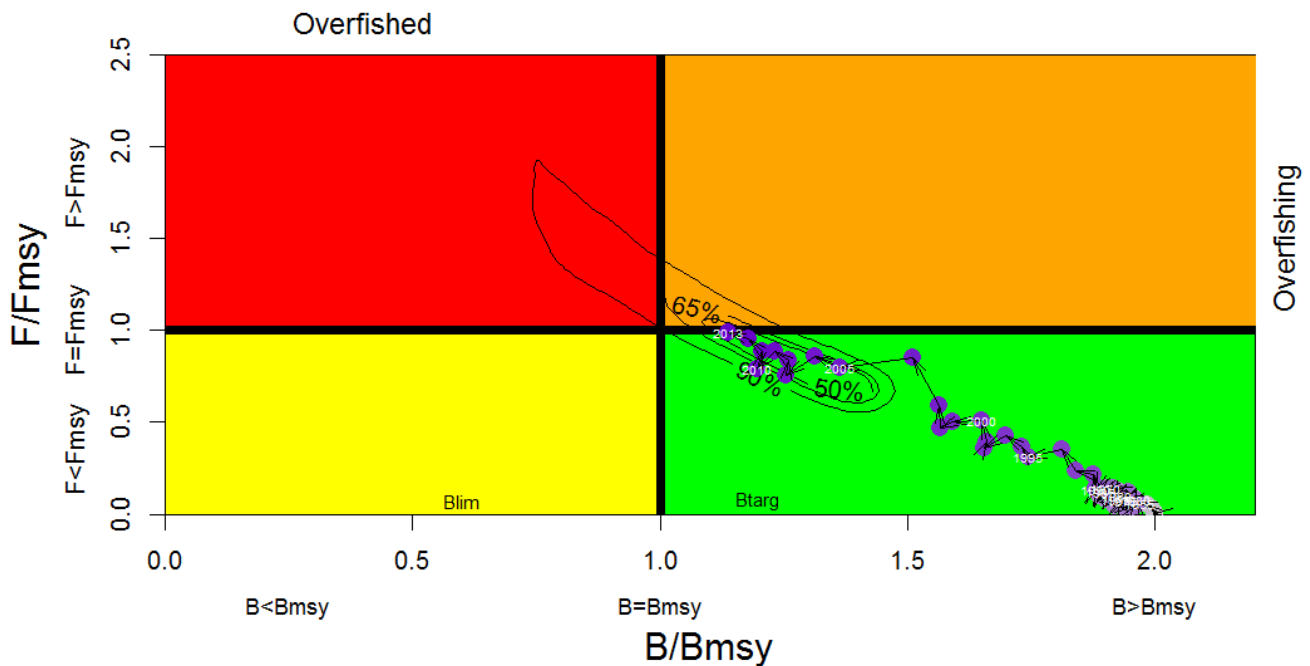 Overfished
2.5
2.0
1.5
1.0
0.5
0.0
F/Fmsy
F>Fmsy
F=Fmsy
F<Fmsy
Overfishing
65%
90%
50%
2013
2010
2005
2000
1995
Blim
Btarg
0.0
0.5
1.0
1.5
2.0
B<Bmsy
B=Bmsy
B>Bmsy
B/Bmsy